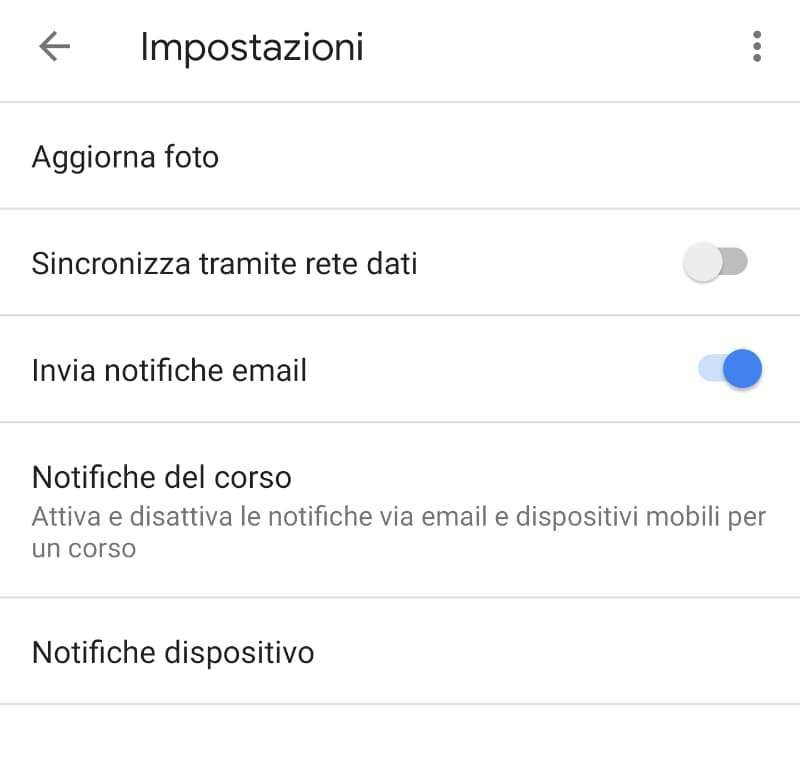 Impostazioni
Aggiorna foto
Sincronizza tramite rete dati
Invia notifiche email
Notifiche del corso
Attiva e disattiva le notifiche via email e dispositivi mobili per
un corso
Notifiche dispositivo